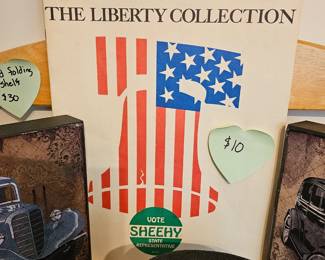 THE LIBERTY COLLECTION
folding
shelf
$30
$10
VOTE
SHEEHY
STATE
REPRESENTATIVE